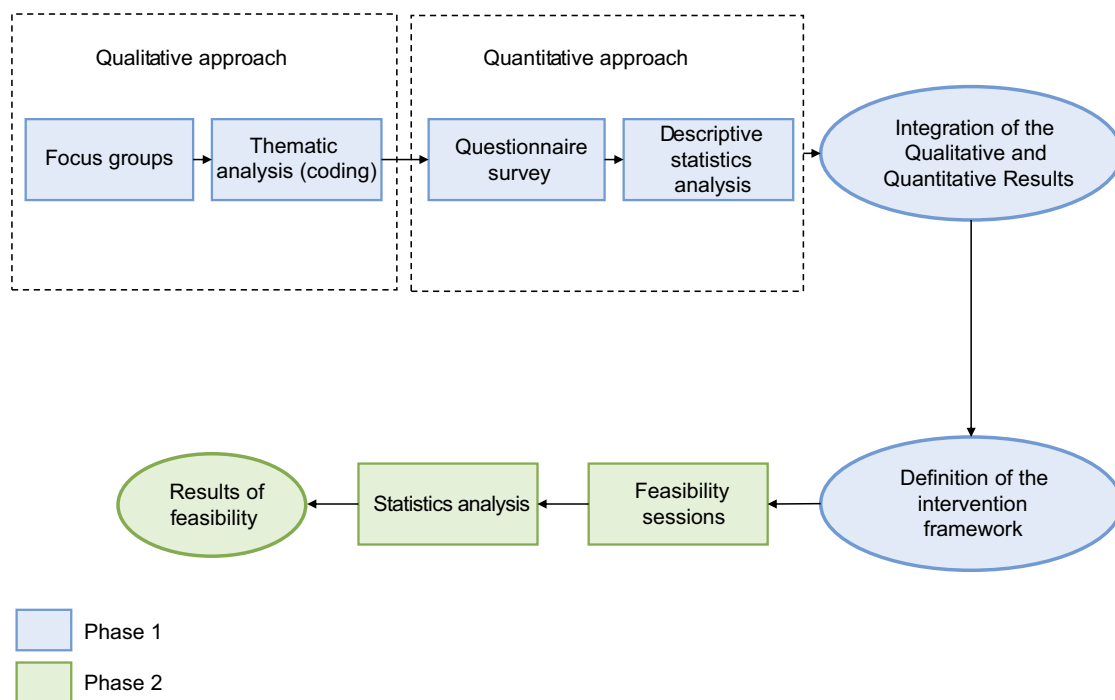 Qualitative approach
Quantitative approach
Focus groups
Thematic
analysis (coding)
Questionnaire
survey
Descriptive
statistics
analysis
Integration of the
Qualitative and
Quantitative Results
Definition of the
intervention
framework
Feasibility
sessions
Statistics analysis
Results of
feasibility
Phase 1
Phase 2